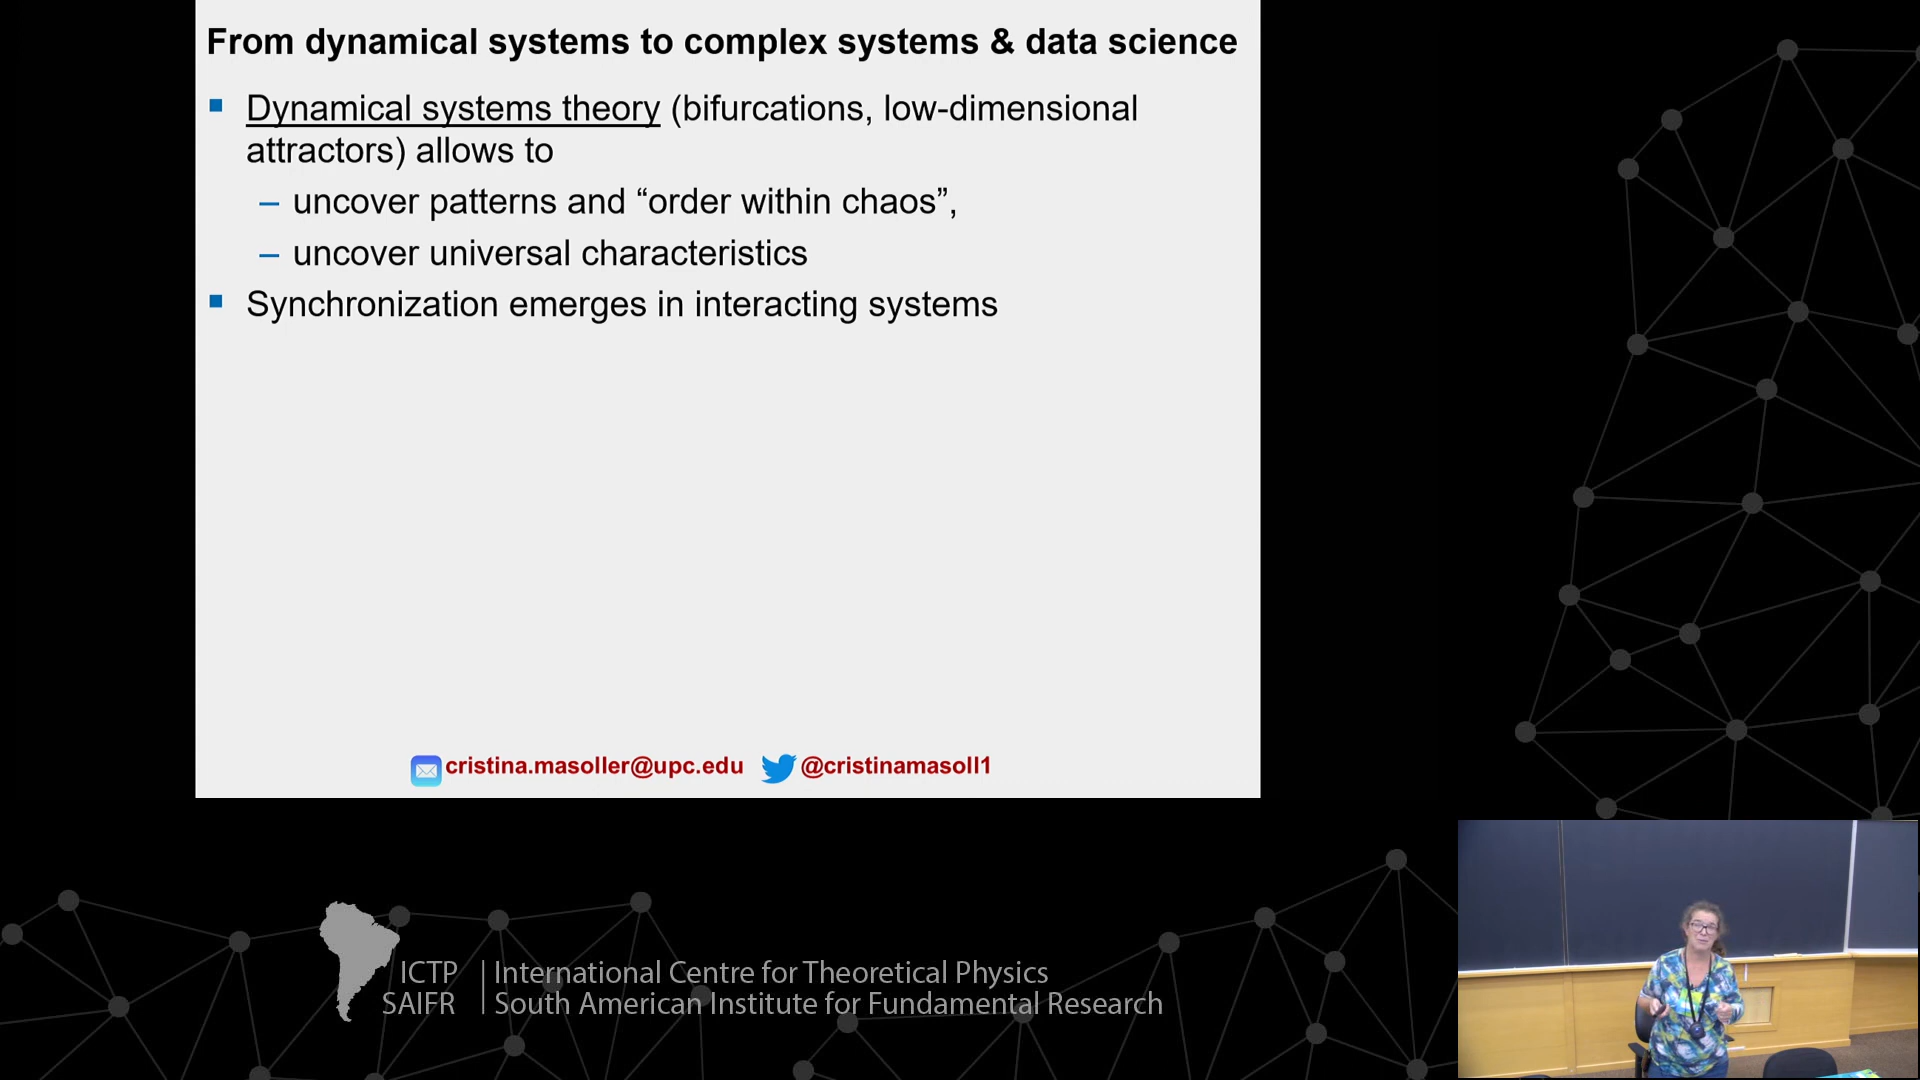 From dynamical systems to complex systems & data science
Dynamical systems theory (bifurcations, low-dimensional
attractors) allows to
– uncover patterns and “order within chaos”,
– uncover universal characteristics
Synchronization emerges in interacting systems
cristina.masoller@upc.edu @cristinamasoll1
ICTP International Centre for Theoretical Physics
SAIFR South American Institute for Fundamental Research